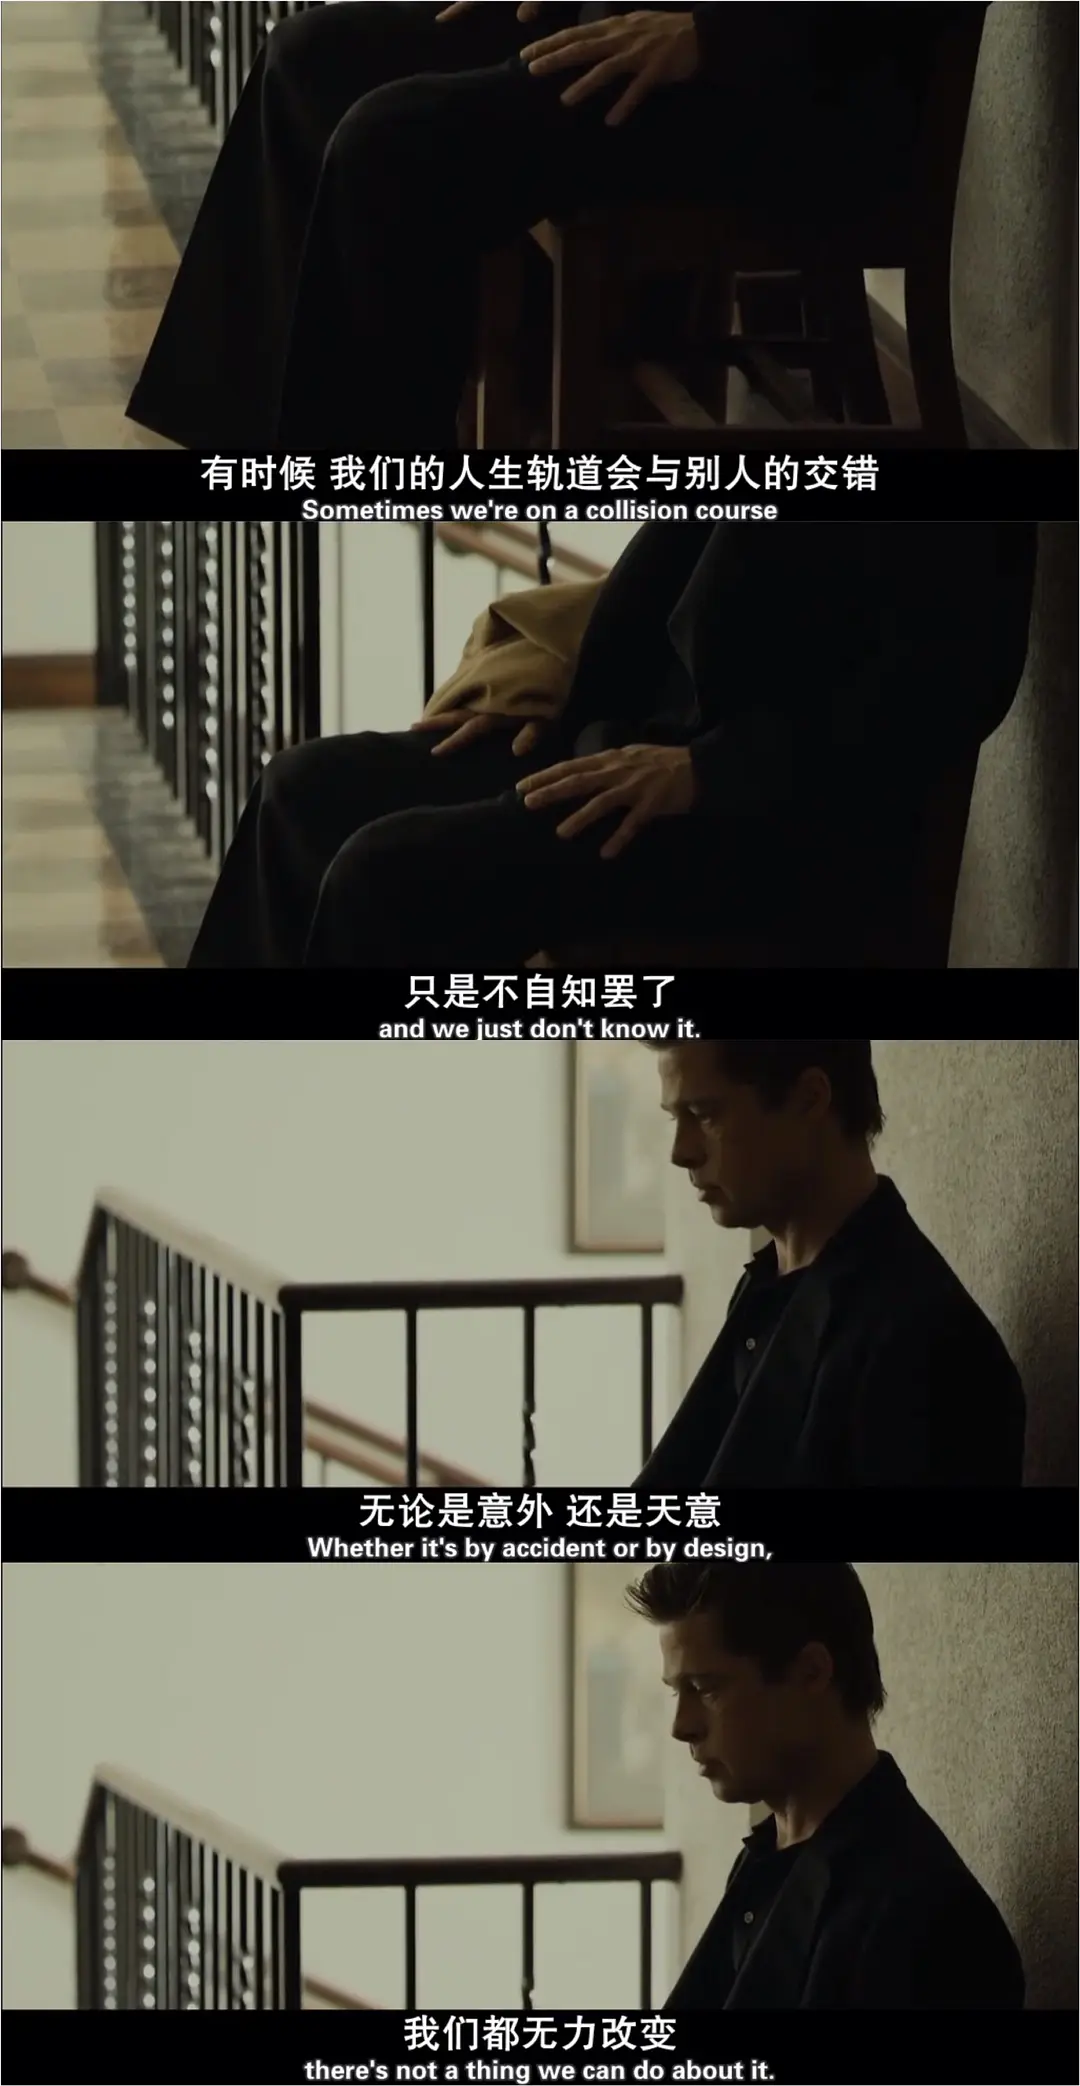 有时候 我们的人生轨道会与别人的交错
Sometimes we're on a collision course
只是不自知罢了
and we just don't know it.
无论是意外 还是天意
Whether it's by accident or by design,
我们都无力改变
there's not a thing we can do about it.